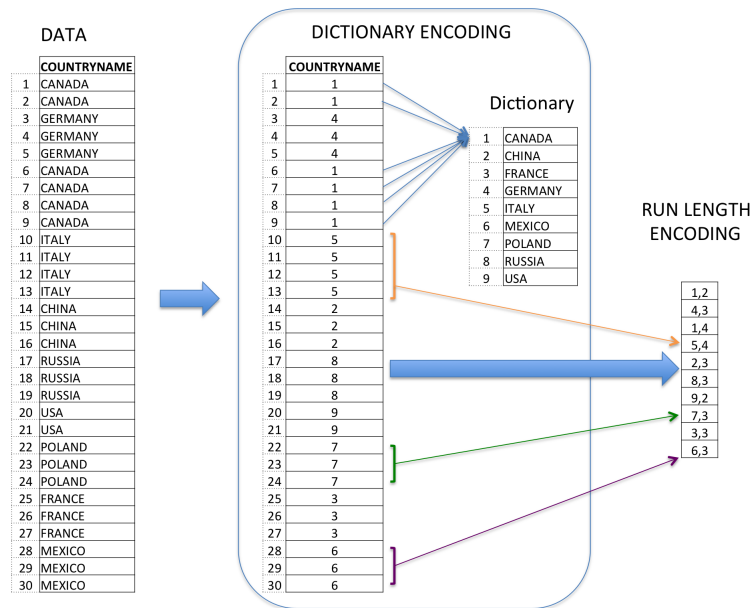 DATA
COUNTRYNAME
1 CANADA
2 CANADA
3 GERMANY
4 GERMANY
5 GERMANY
6 CANADA
7 CANADA
8 CANADA
9 CANADA
10 ITALY
11 ITALY
12 ITALY
13 ITALY
14 CHINA
15 CHINA
16 CHINA
17 RUSSIA
18 RUSSIA
19 RUSSIA
20 USA
21 USA
22 POLAND
23 POLAND
24 POLAND
25 FRANCE
26 FRANCE
27 FRANCE
28 MEXICO
29 MEXICO
30 MEXICO
DICTIONARY ENCODING
COUNTRYNAME
1 1
2 1
3 4
4 4
5 4
6 1
7 1
8 1
9 1
10 5
11 5
12 5
13 5
14 2
15 2
16 2
17 8
18 8
19 8
20 9
21 9
22 7
23 7
24 7
25 3
26 3
27 3
28 6
29 6
30 6
Dictionary
1 CANADA
2 CHINA
3 FRANCE
4 GERMANY
5 ITALY
6 MEXICO
7 POLAND
8 RUSSIA
9 USA
RUN LENGTH
ENCODING
1,2
4,3
1,4
5,4
2,3
8,3
9,2
7,3
3,3
6,3